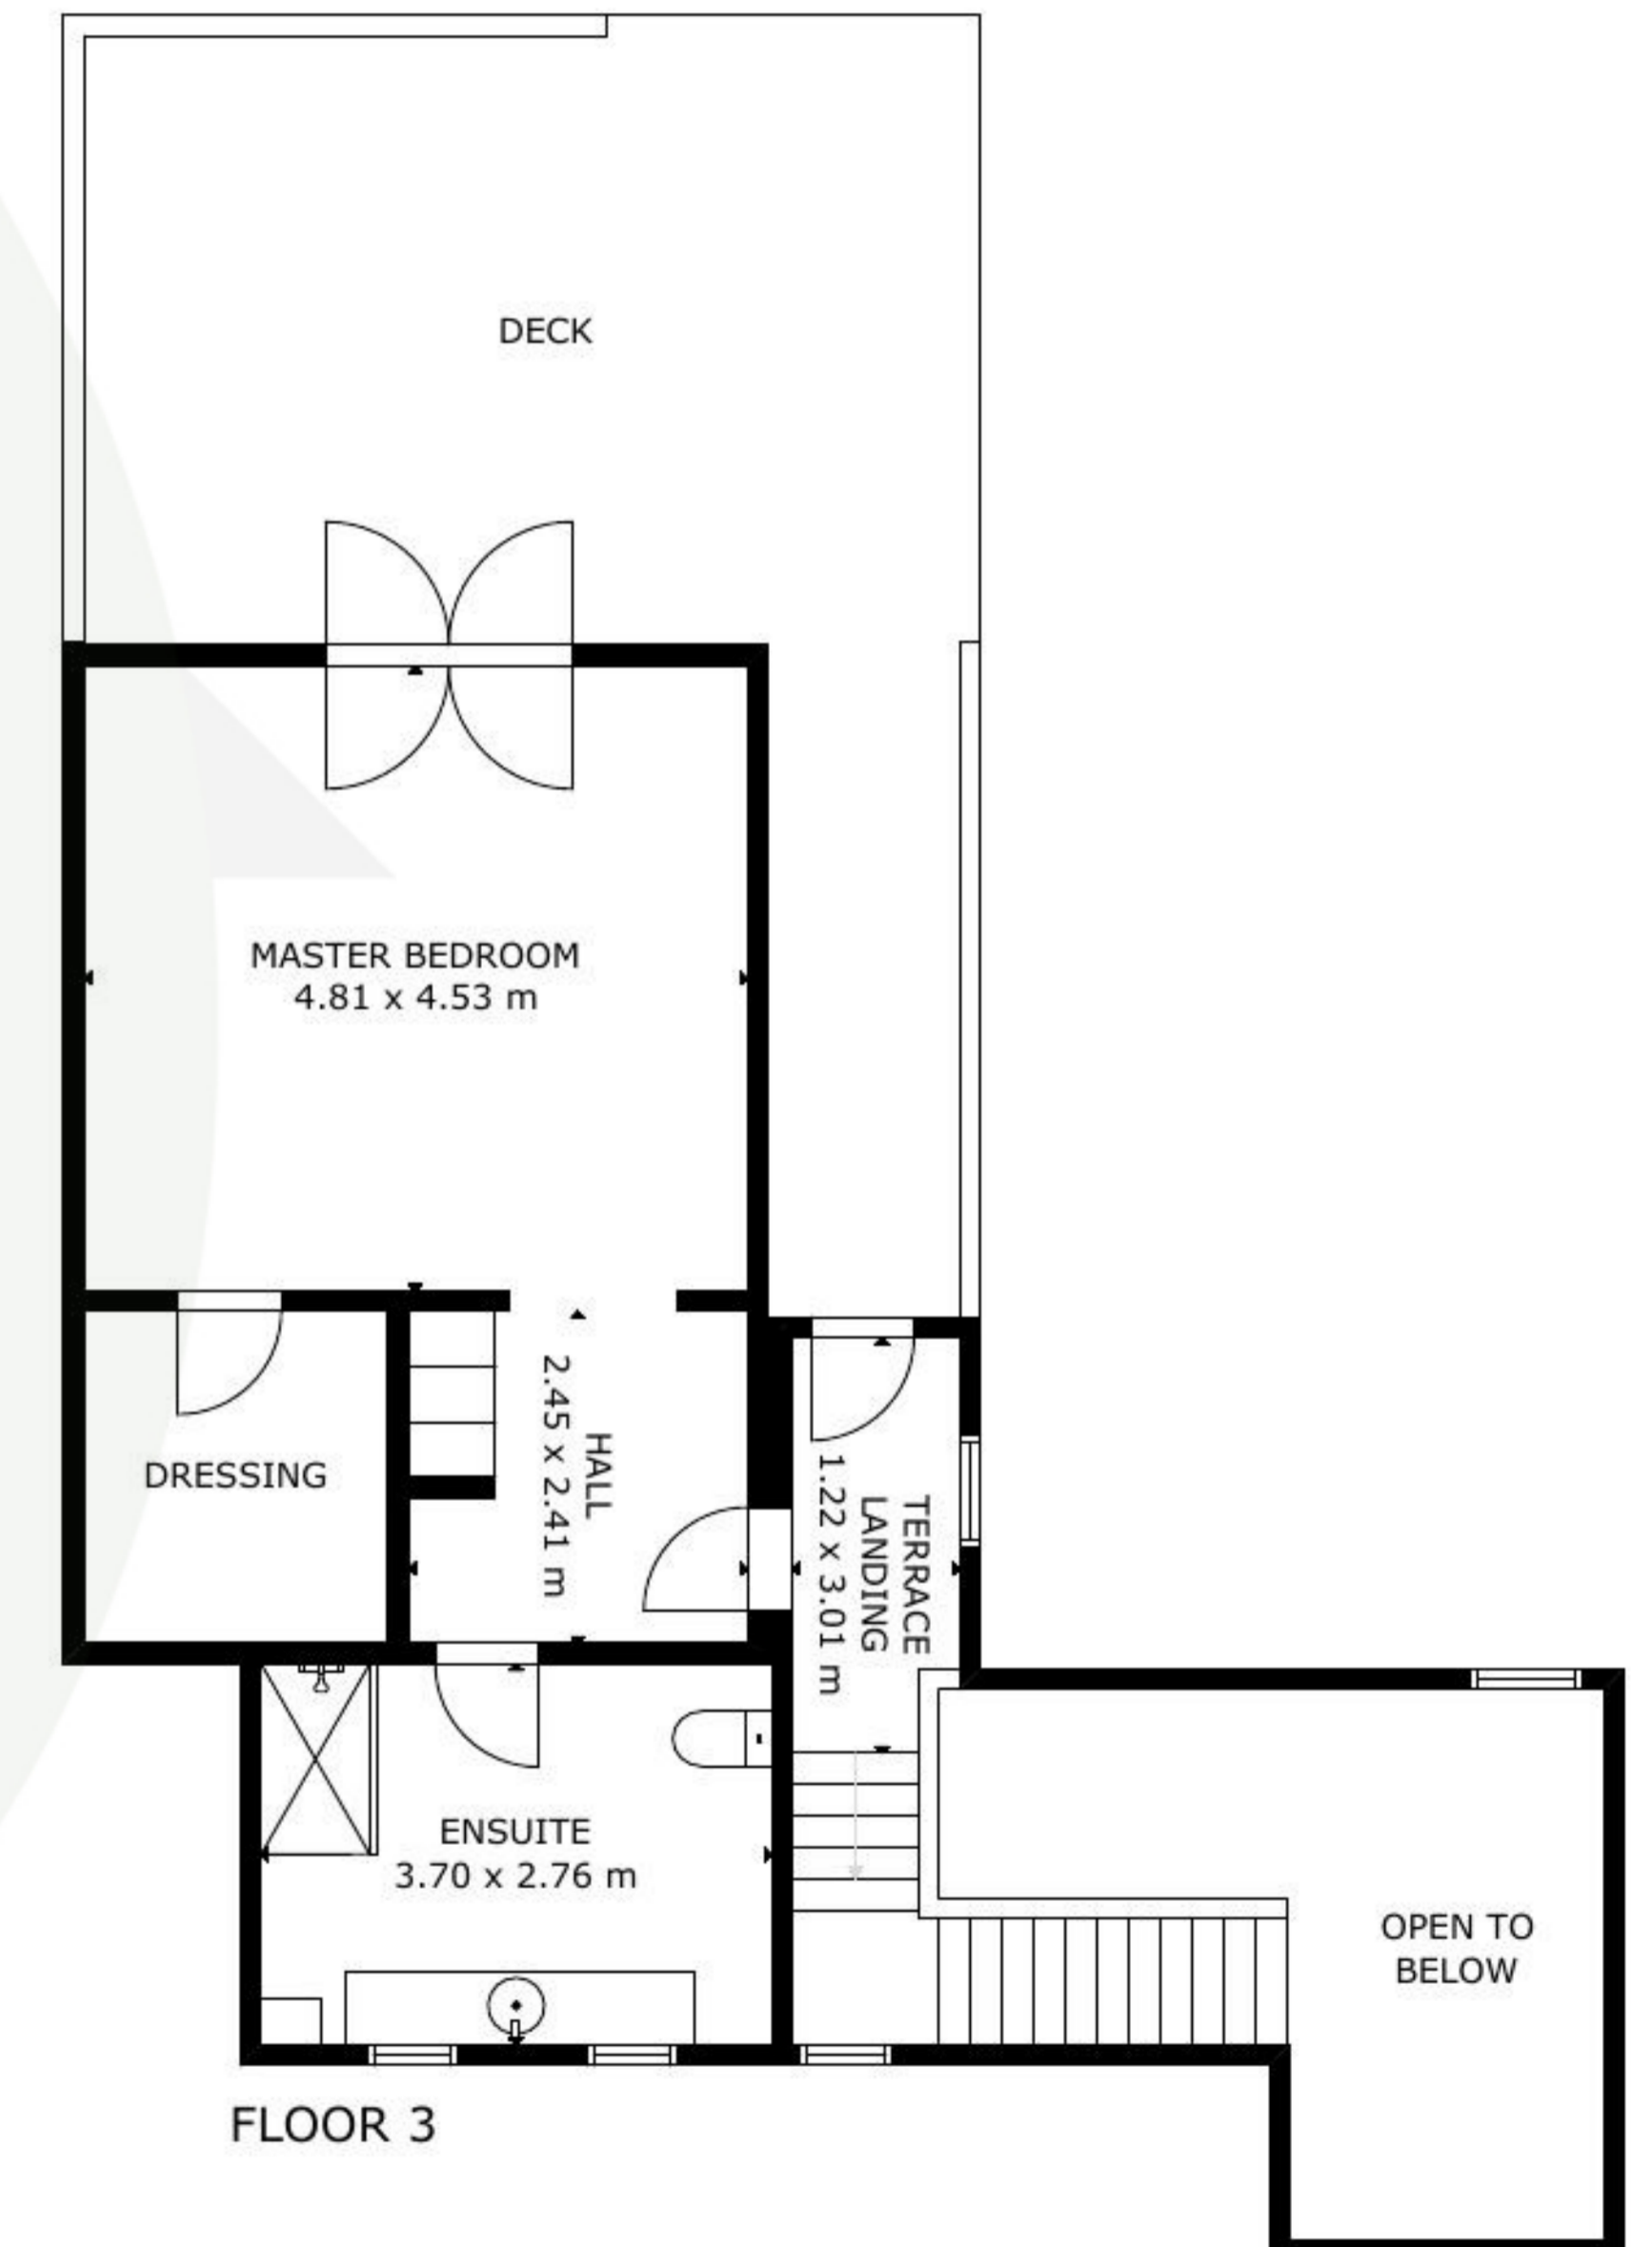 DECK
MASTER BEDROOM
4.81 x 4.53 m
DRESSING
HALL
2.45 x 2.41 m
TERRACE
LANDING
1.22 x 3.01 m
ENSUITE
3.70 x 2.76 m
OPEN TO
BELOW
FLOOR 3